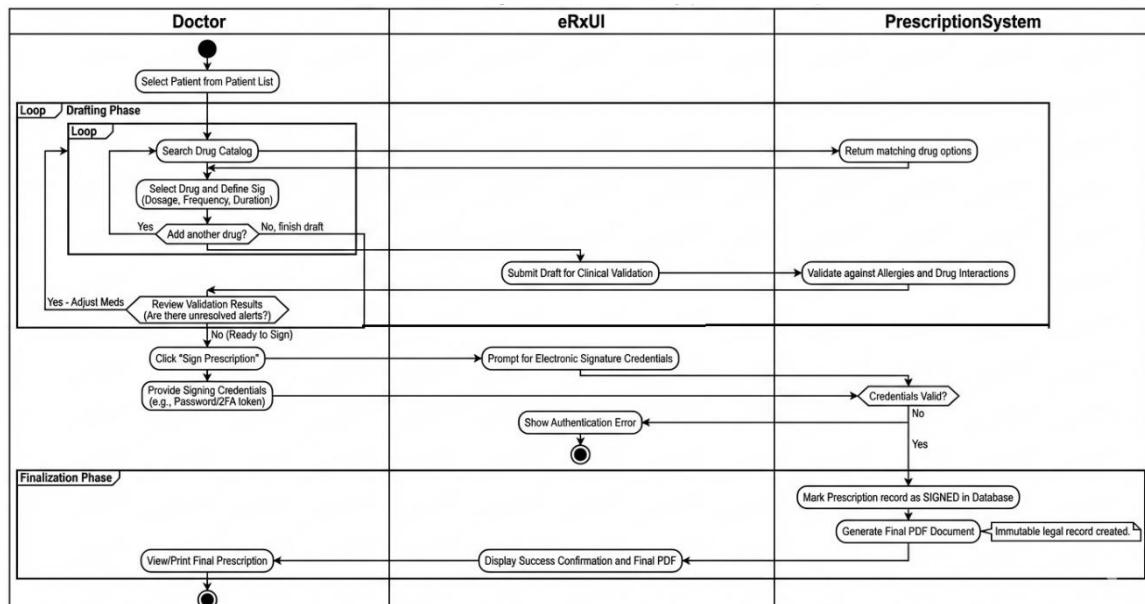 Doctor
eRxUI
PrescriptionSystem
Select Patient from Patient List
Loop
Drafting Phase
Loop
Search Drug Catalog
Return matching drug options
Select Drug and Define Sig
(Dosage, Frequency, Duration)
Yes
Add another drug?
No, finish draft
Submit Draft for Clinical Validation
Validate against Allergies and Drug Interactions
Yes - Adjust Meds
Review Validation Results
(Are there unresolved alerts?)
No (Ready to Sign)
Click "Sign Prescription"
Prompt for Electronic Signature Credentials
Provide Signing Credentials
(e.g., Password/2FA token)
Credentials Valid?
No
Show Authentication Error
Yes
Finalization Phase
Mark Prescription record as SIGNED in Database
Generate Final PDF Document
Immutable legal record created.
View/Print Final Prescription
Display Success Confirmation and Final PDF